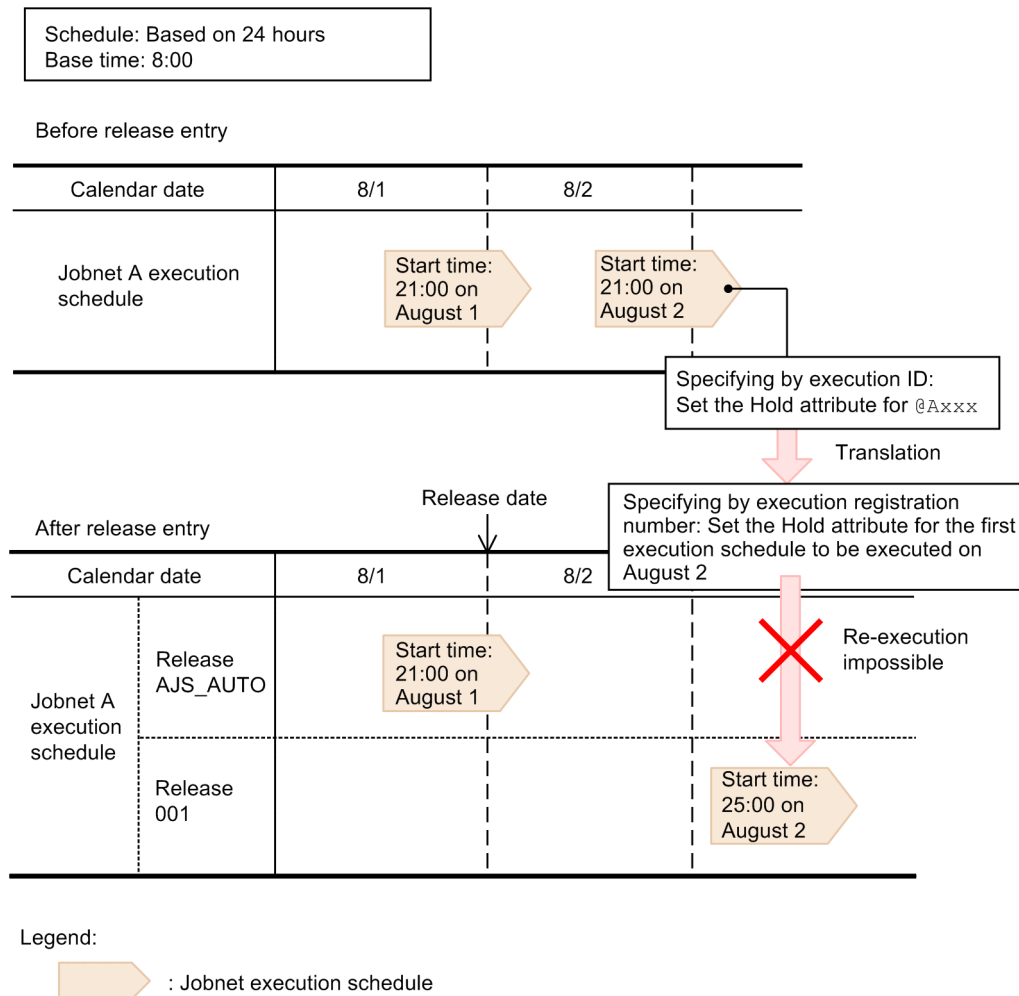 Schedule: Based on 24 hours
Base time: 8:00
Before release entry
Calendar date
8/1
8/2
Jobnet A execution
schedule
Start time:
21:00 on
August 1
Start time:
21:00 on
August 2
Specifying by execution ID:
Set the Hold attribute for @Axxx
Translation
Release date
Specifying by execution registration
number: Set the Hold attribute for the first
execution schedule to be executed on
August 2
After release entry
Calendar date
8/1
8/2
Jobnet A
execution
schedule
Release
AJS_AUTO
Start time:
21:00 on
August 1
Re-execution
impossible
Release
001
Start time:
25:00 on
August 2
Legend:
: Jobnet execution schedule